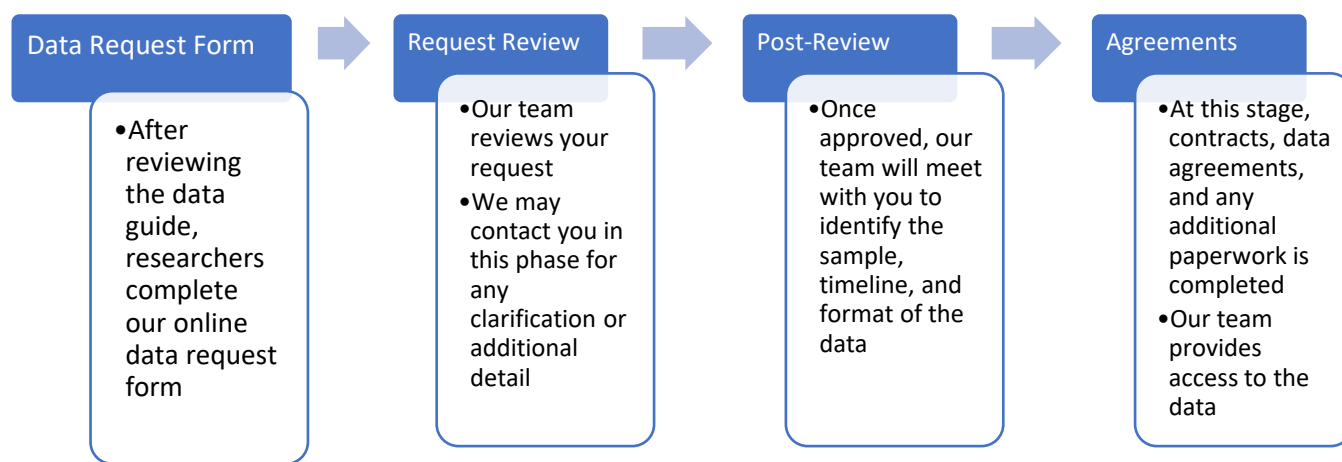 Data Request Form
•After
reviewing
the data
guide,
researchers
complete
our online
data request
form
Request Review
•Our team
reviews your
request
•We may
contact you in
this phase for
any
clarification or
additional
detail
Post-Review
•Once
approved, our
team will meet
with you to
identify the
sample,
timeline, and
format of the
data
Agreements
•At this stage,
contracts, data
agreements,
and any
additional
paperwork is
completed
•Our team
provides
access to the
data